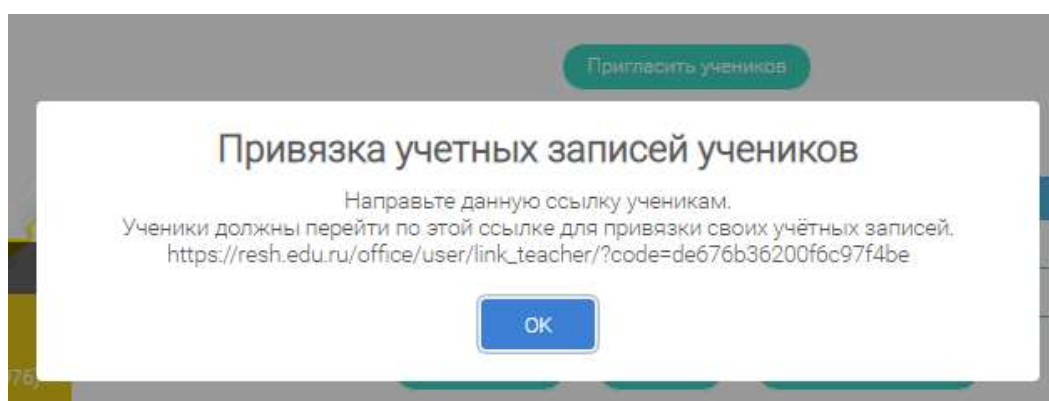 Пригласить учеников
Привязка учетных записей учеников
Направьте данную ссылку ученикам.
Ученики должны перейти по этой ссылке для привязки своих учётных записей.
https://resh.edu.ru/office/user/link_teacher/?code=de676b36200f6c97f4be
OK
76)